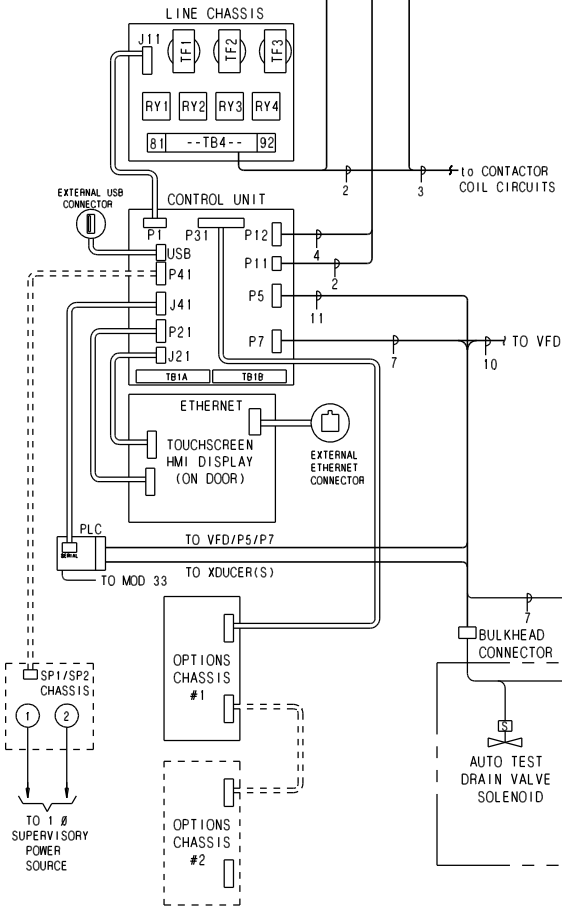 LINE CHASSIS
J11
TF1
TF2
TF3
RY1
RY2
RY3
RY4
81
--TB4--
92
2
3
to CONTACTOR
COIL CIRCUITS
EXTERNAL USB
CONNECTOR
CONTROL UNIT
P1
P31
P12
4
USB
P11
2
P41
P5
11
J41
P21
P7
7
10
TO VFD
J21
TB1A
TB1B
ETHERNET
TOUCHSCREEN
HMI DISPLAY
(ON DOOR)
EXTERNAL
ETHERNET
CONNECTOR
PLC
SERIAL
TO VFD/P5/P7
TO MOD 33
TO XDUCER(S)
7
BULKHEAD
CONNECTOR
OPTIONS
CHASSIS
#1
SP1/SP2
CHASSIS
1
2
S
AUTO TEST
DRAIN VALVE
SOLENOID
TO 1 Ø
SUPERVISORY
POWER
SOURCE
OPTIONS
CHASSIS
#2